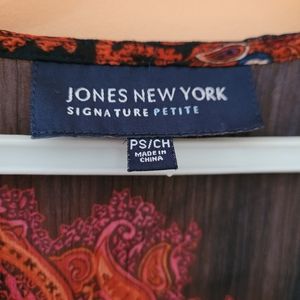 JONES NEW YORK
SIGNATURE PETITE
PS/CH
MADE IN
CHINA